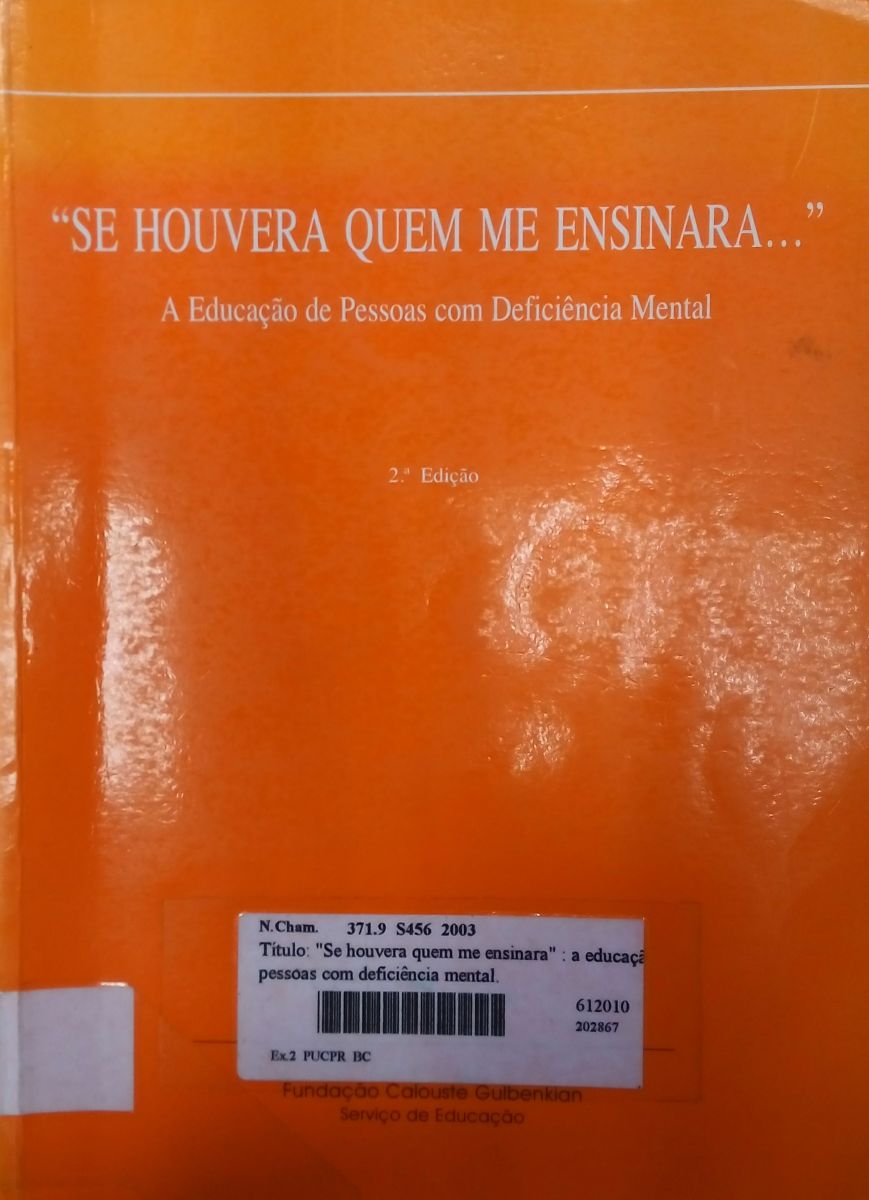 “SE HOUVERA QUEM ME ENSINARA...”
A Educação de Pessoas com Deficiência Mental
2.ª Edição
N.Cham. 371.9 S456 2003
Título: "Se houvera quem me ensinara" : a educaçã
pessoas com deficiência mental.
612010
202867
Ex.2 PUCPR BC
Fundação Calouste Gulbenkian
Serviço de Educação